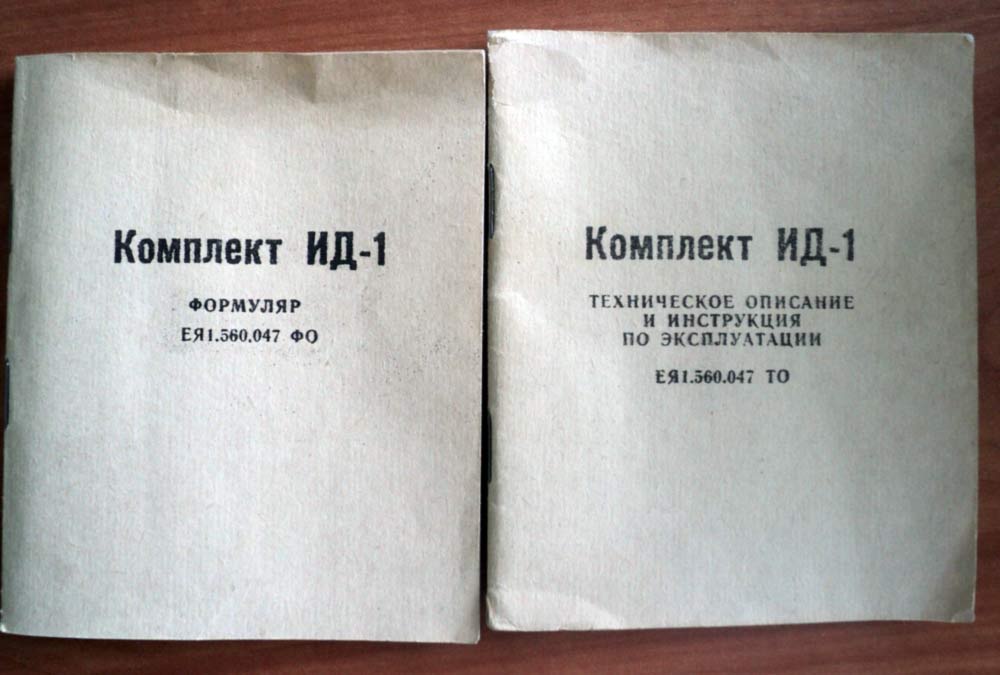 Комплект ИД-1
ФОРМУЛЯР
ЕЯ1.560.047 ФО
Комплект ИД-1
ТЕХНИЧЕСКОЕ ОПИСАНИЕ
И ИНСТРУКЦИЯ
ПО ЭКСПЛУАТАЦИИ
ЕЯ1.560.047 ТО